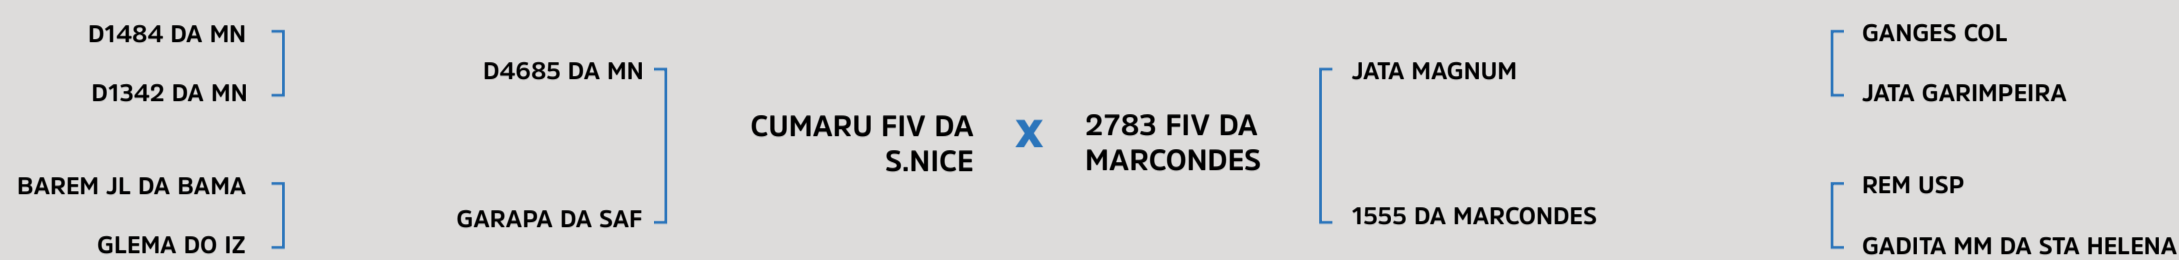 D1484 DA MN
D1342 DA MN
BAREM JL DA BAMA
GLEMA DO IZ
D4685 DA MN
GARAPA DA SAF
CUMARU FIV DA
S.NICE
X
2783 FIV DA
MARCONDES
JATA MAGNUM
1555 DA MARCONDES
GANGES COL
JATA GARIMPEIRA
REM USP
GADITA MM DA STA HELENA